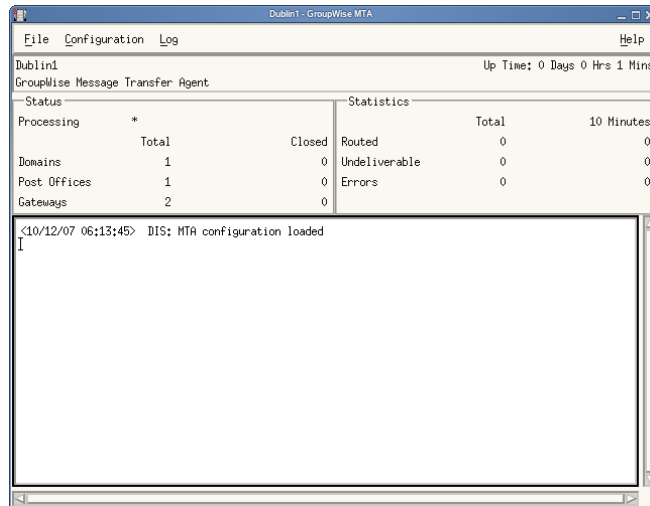 Dublin1 - GroupWise MTA
File Configuration Log Help
Dublin1 Up Time: 0 Days 0 Hrs 1 Mins
GroupWise Message Transfer Agent
Status
Processing *
Total Closed
Domains 1 0
Post Offices 1 0
Gateways 2 0
Statistics
Total 10 Minutes
Routed 0 0
Undeliverable 0 0
Errors 0 0
<10/12/07 06:13:45> DIS: MTA configuration loaded